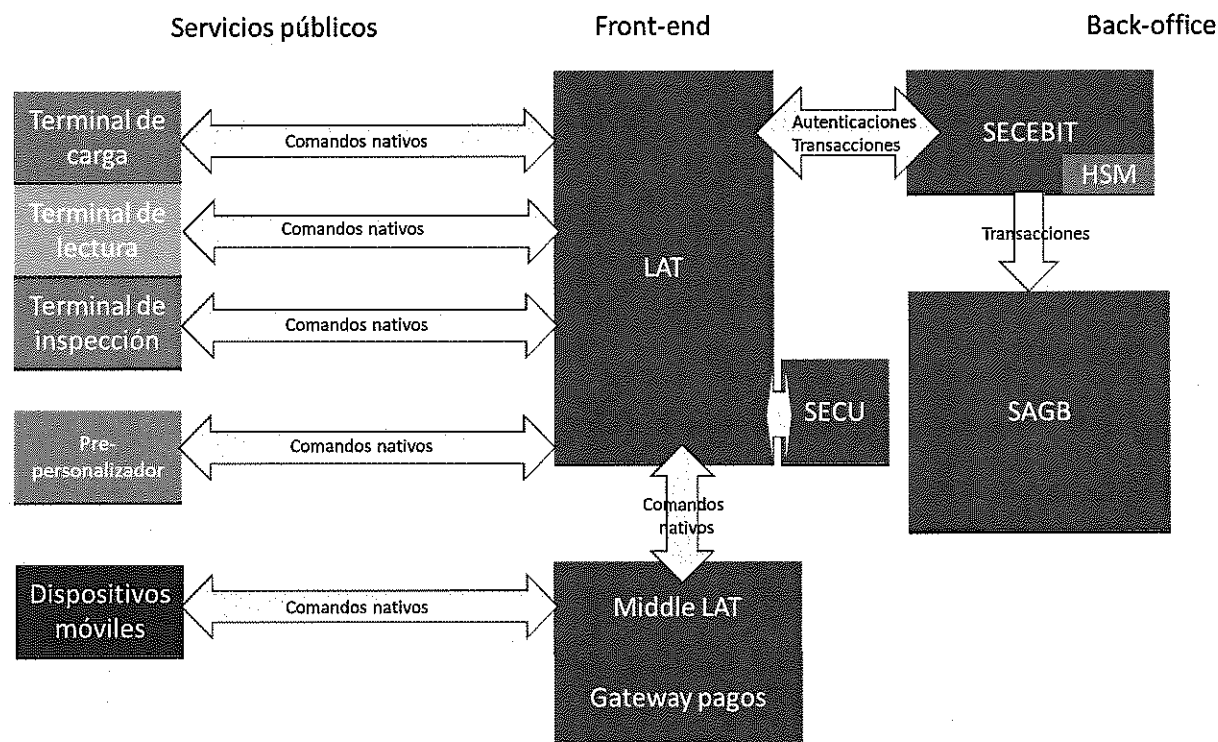 Servicios públicos
Front-end
Back-office
Terminal de
carga
Comandos nativos
Autenticaciones
Transacciones
SECEBIT
HSM
Terminal de
lectura
Comandos nativos
Transacciones
LAT
Terminal de
inspección
Comandos nativos
SECU
SAGB
Pre-
personalizador
Comandos nativos
Comandos
nativos
Dispositivos
móviles
Comandos nativos
Middle LAT
Gateway pagos